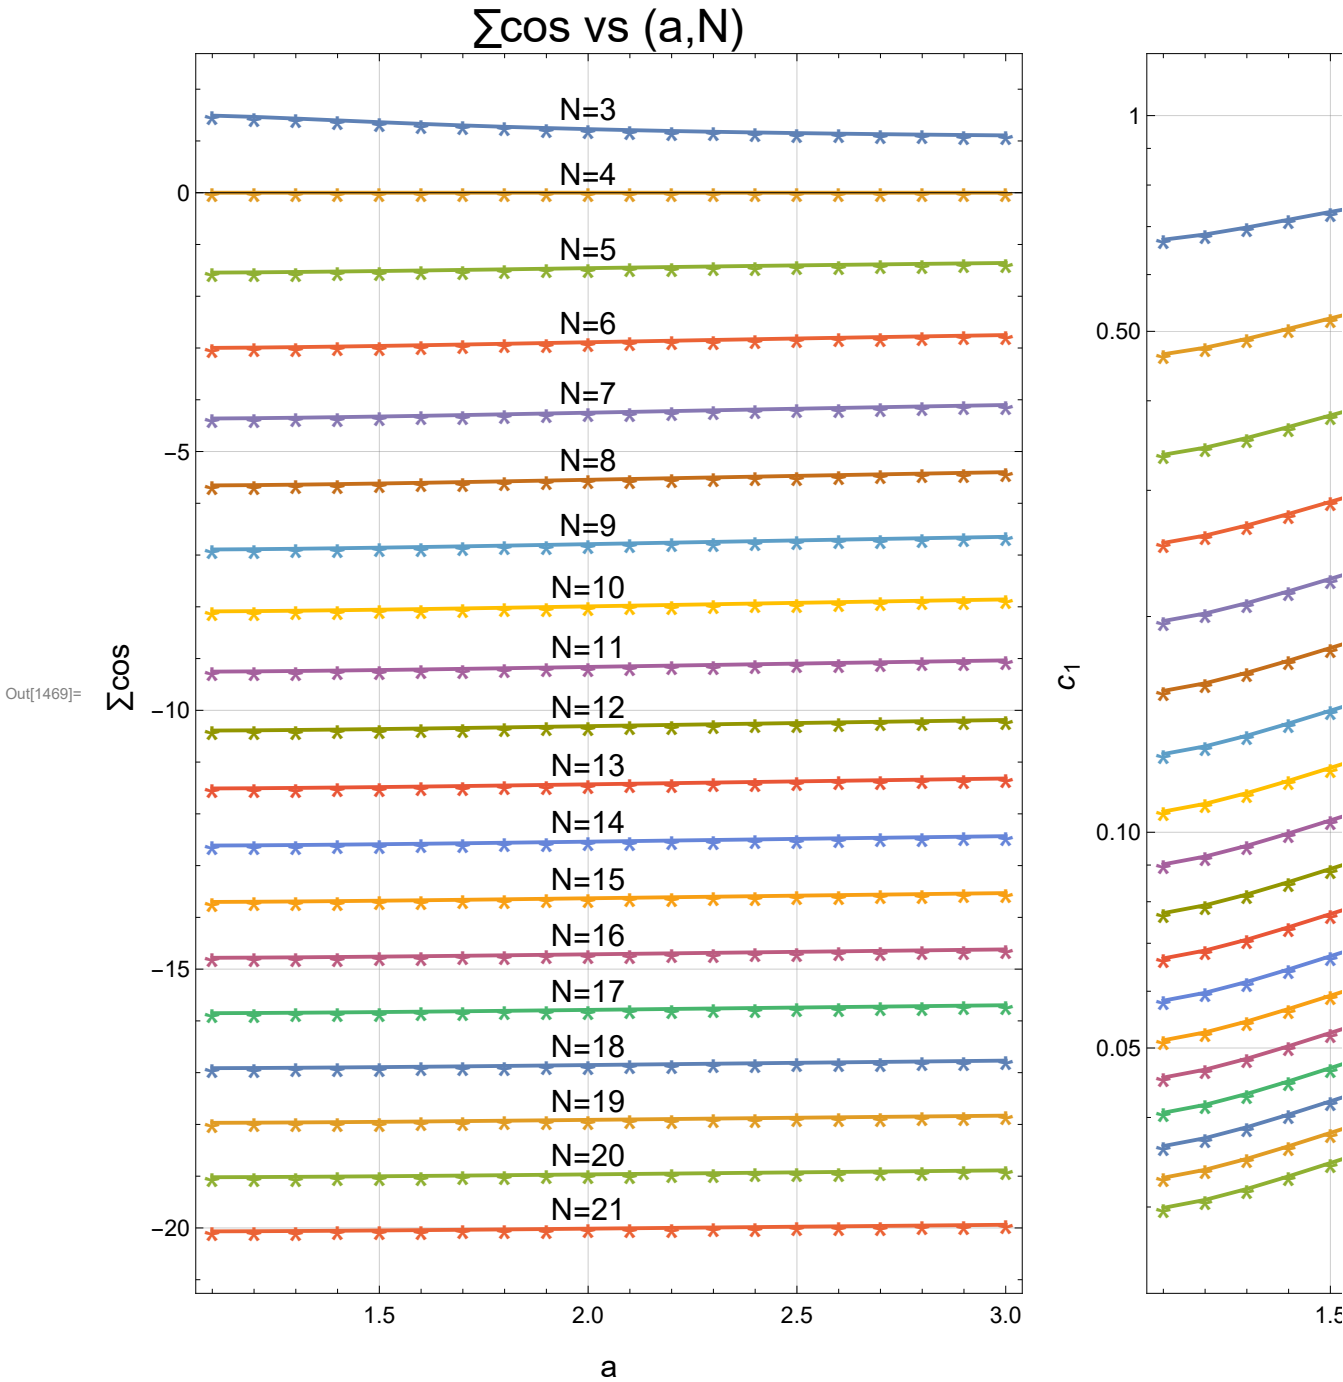 ∑cos vs (a,N)
N=3
N=4
N=5
N=6
N=7
N=8
N=9
N=10
N=11
N=12
N=13
N=14
N=15
N=16
N=17
N=18
N=19
N=20
N=21
0
−5
−10
−15
−20
∑cos
Out[1469]=
1.5
2.0
2.5
3.0
a
1
0.50
0.10
0.05
c₁
1.5